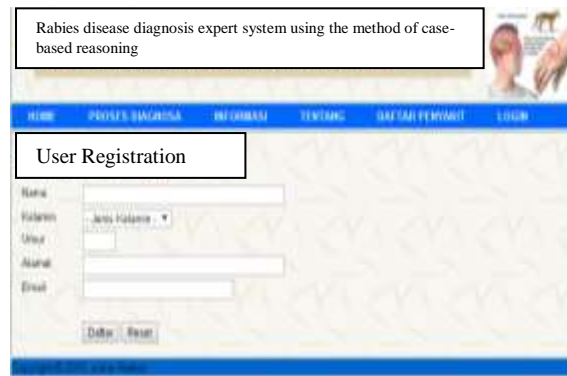 Rabies disease diagnosis expert system using the method of case-
based reasoning
HOME PROSES DIAGNOSA INFORMASI TENTANG DAFTAR PENYAKIT LOGIN
User Registration
Nama
Kelamin - Jenis Kelamin -
Umur
Alamat
Email
Daftar Reset